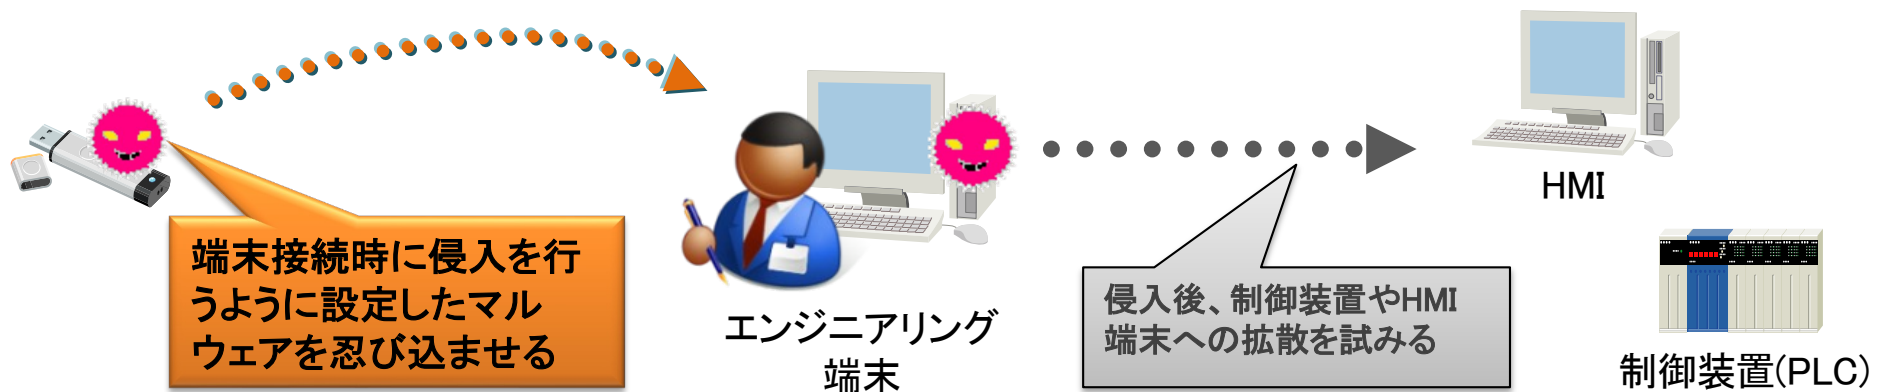 端末接続時に侵入を行
うように設定したマル
ウェアを忍び込ませる
エンジニアリング
端末
侵入後、制御装置やHMI
端末への拡散を試みる
HMI
制御装置(PLC)